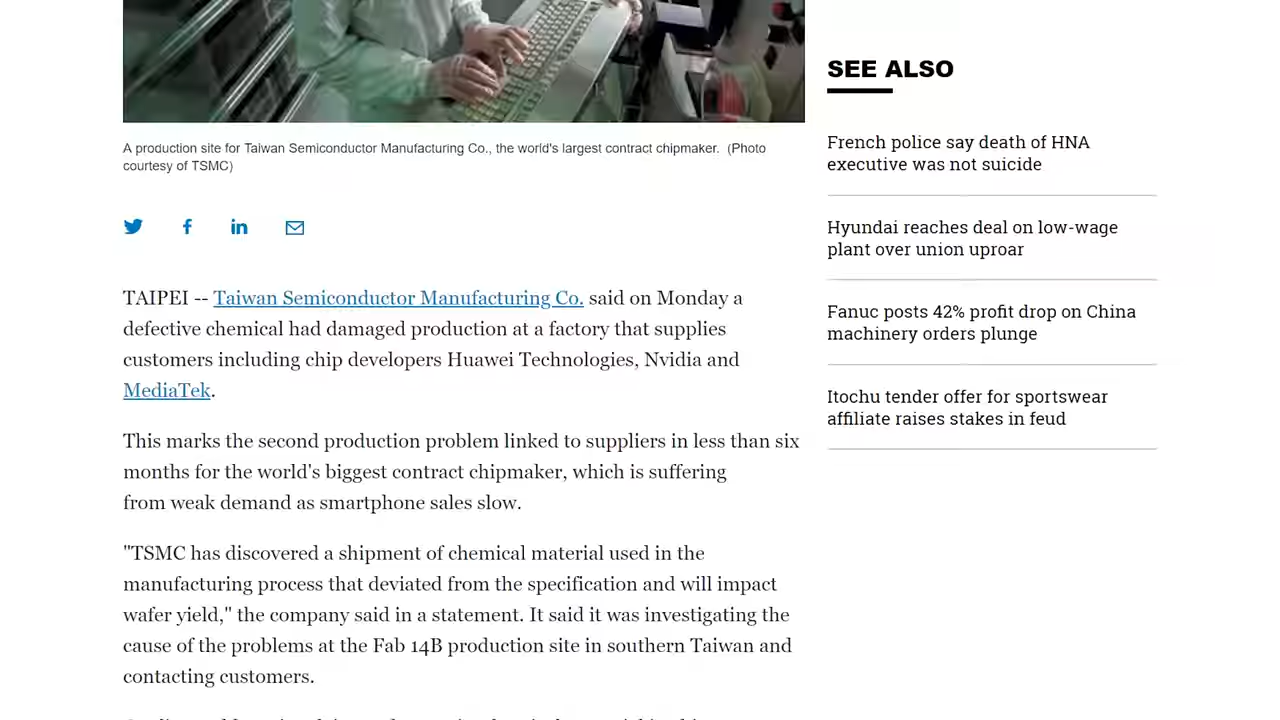 A production site for Taiwan Semiconductor Manufacturing Co., the world's largest contract chipmaker.  (Photo
courtesy of TSMC)
TAIPEI -- Taiwan Semiconductor Manufacturing Co. said on Monday a
defective chemical had damaged production at a factory that supplies
customers including chip developers Huawei Technologies, Nvidia and
MediaTek.
This marks the second production problem linked to suppliers in less than six
months for the world's biggest contract chipmaker, which is suffering
from weak demand as smartphone sales slow.
"TSMC has discovered a shipment of chemical material used in the
manufacturing process that deviated from the specification and will impact
wafer yield," the company said in a statement. It said it was investigating the
cause of the problems at the Fab 14B production site in southern Taiwan and
contacting customers.
SEE ALSO
French police say death of HNA
executive was not suicide
Hyundai reaches deal on low-wage
plant over union uproar
Fanuc posts 42% profit drop on China
machinery orders plunge
Itochu tender offer for sportswear
affiliate raises stakes in feud